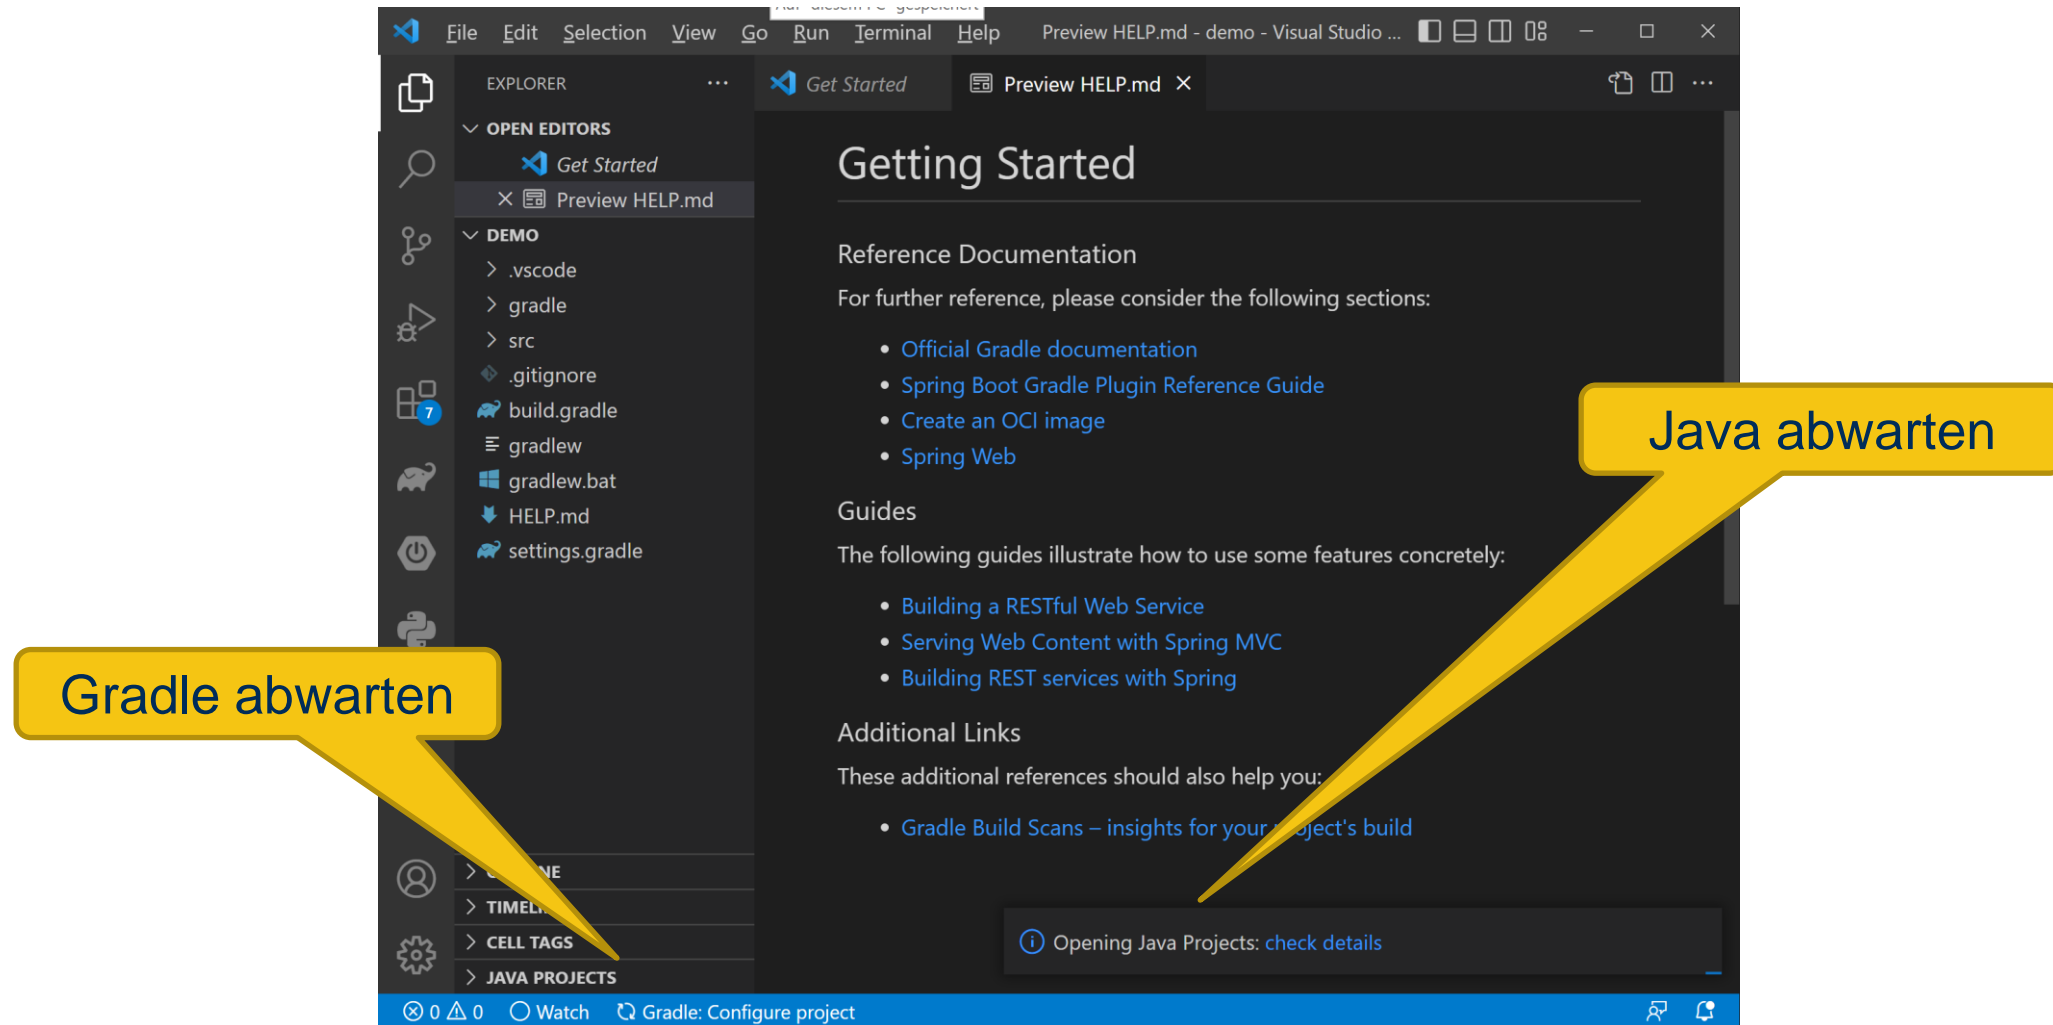 File Edit Selection View Go Run Terminal Help Preview HELP.md - demo - Visual Studio ...
EXPLORER ...
Get Started Preview HELP.md
OPEN EDITORS
Get Started
Preview HELP.md
DEMO
.vscode
gradle
src
.gitignore
build.gradle
gradlew
gradlew.bat
HELP.md
settings.gradle
7
TIMELI
CELL TAGS
JAVA PROJECTS
Getting Started
Reference Documentation
For further reference, please consider the following sections:
• Official Gradle documentation
• Spring Boot Gradle Plugin Reference Guide
• Create an OCI image
• Spring Web
Guides
The following guides illustrate how to use some features concretely:
• Building a RESTful Web Service
• Serving Web Content with Spring MVC
• Building REST services with Spring
Additional Links
These additional references should also help you:
• Gradle Build Scans – insights for your project's build
Opening Java Projects: check details
Java abwarten
Gradle abwarten
0 0 Watch Gradle: Configure project